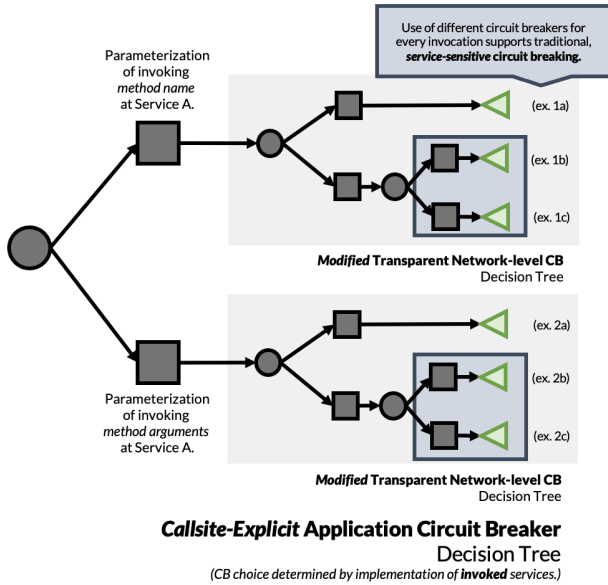 Use of different circuit breakers for
every invocation supports traditional,
service-sensitive circuit breaking.
Parameterization
of invoking
method name
at Service A.
(ex. 1a)
(ex. 1b)
(ex. 1c)
Modified Transparent Network-level CB
Decision Tree
(ex. 2a)
(ex. 2b)
(ex. 2c)
Parameterization
of invoking
method arguments
at Service A.
Modified Transparent Network-level CB
Decision Tree
Callsite-Explicit Application Circuit Breaker
Decision Tree
(CB choice determined by implementation of invoked services.)